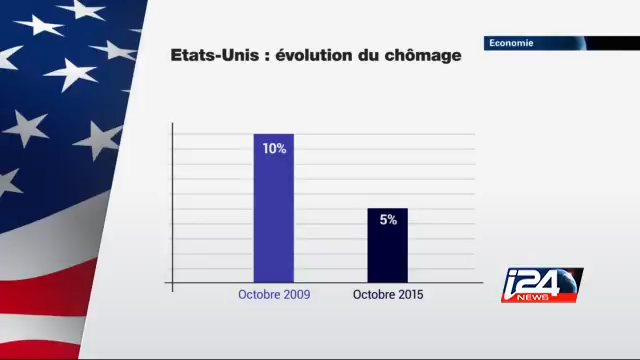 Economie
Etats-Unis : évolution du chômage
10%
5%
Octobre 2009
Octobre 2015
i24
NEWS